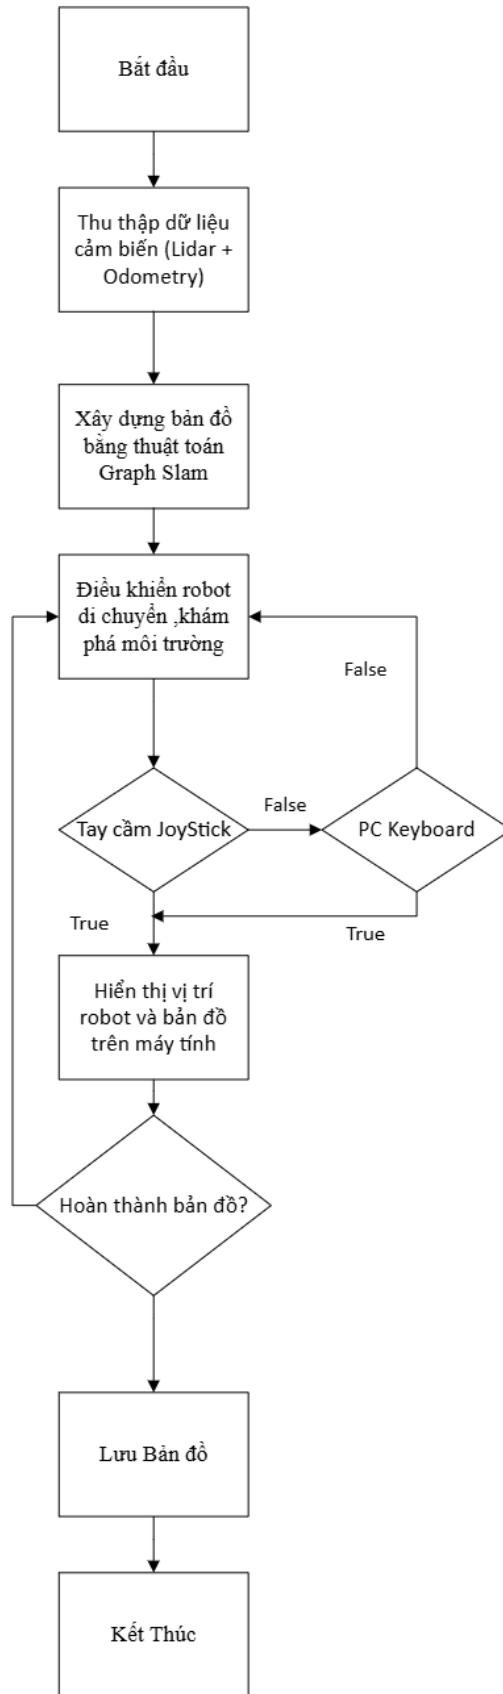 Bắt đầu
Thu thập dữ liệu
cảm biến (Lidar +
Odometry)
Xây dựng bản đồ
bằng thuật toán
Graph Slam
Điều khiển robot
di chuyển ,khám
phá môi trường
False
Tay cầm JoyStick
False
PC Keyboard
True
True
Hiển thị vị trí
robot và bản đồ
trên máy tính
Hoàn thành bản đồ?
Lưu Bản đồ
Kết Thúc